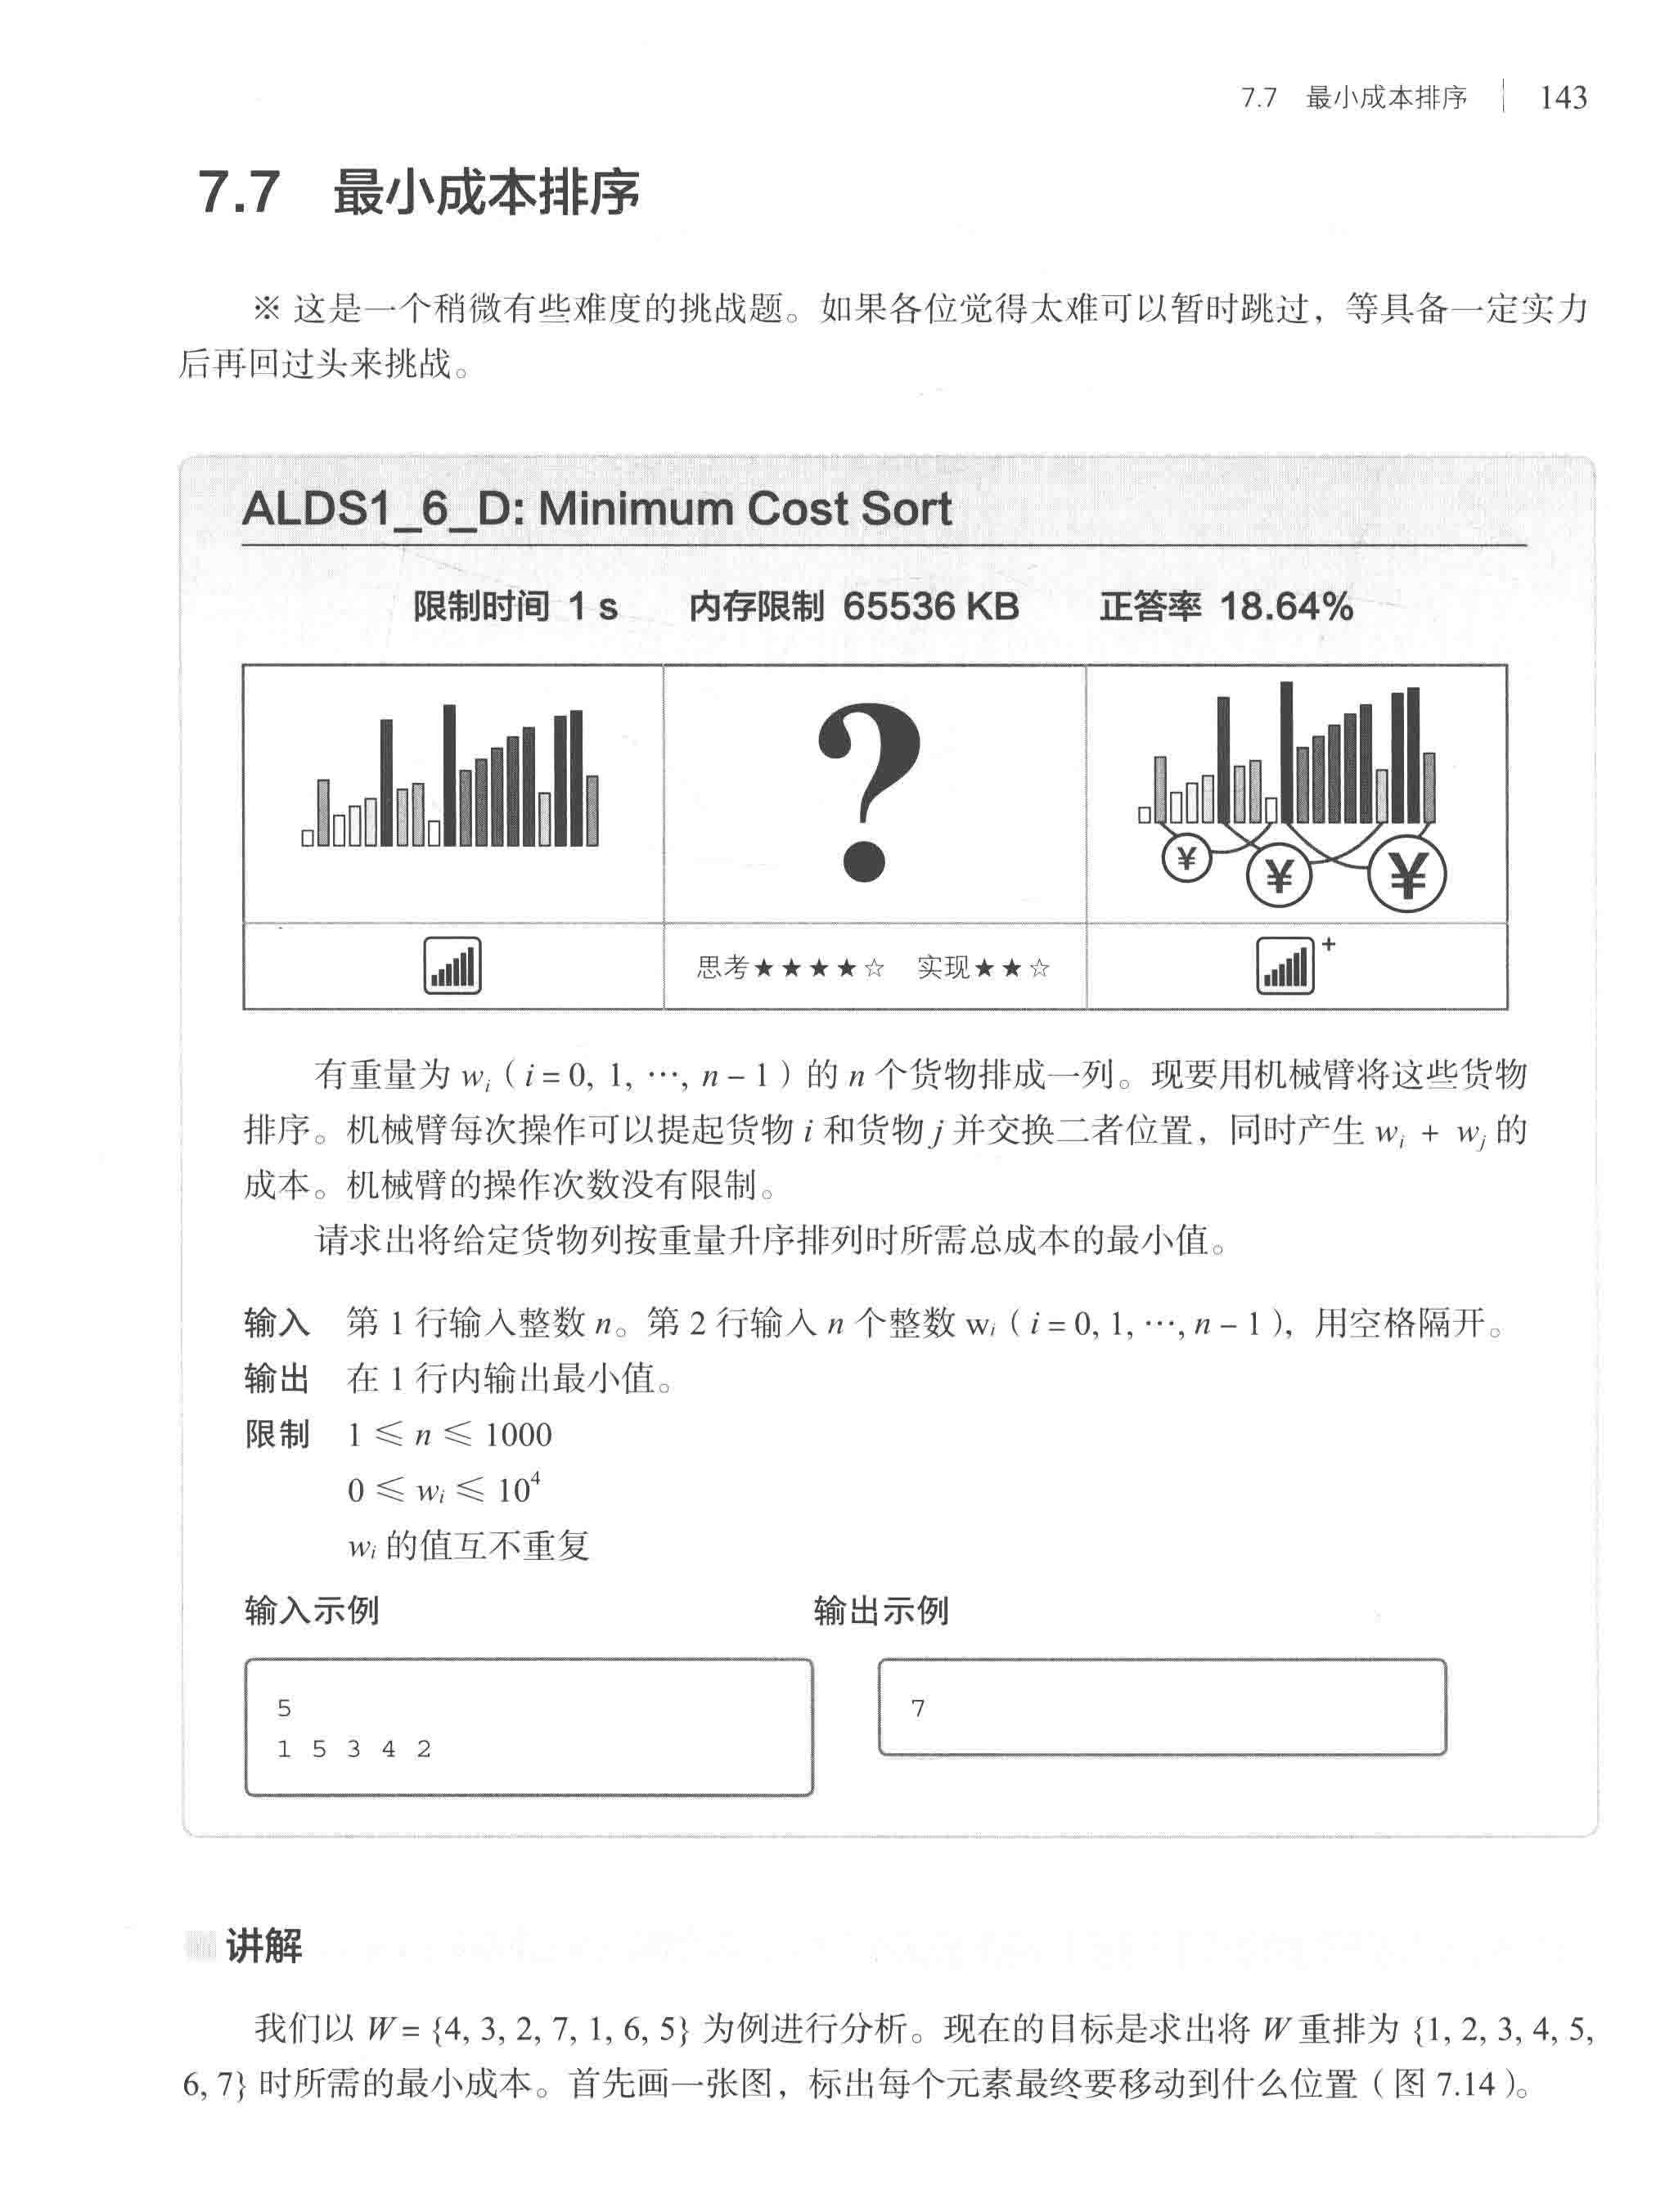 7.7 最小成本排序 143
7.7 最小成本排序
※ 这是一个稍微有些难度的挑战题。如果各位觉得太难可以暂时跳过，等具备一定实力
后再回过头来挑战。
ALDS1_6_D: Minimum Cost Sort
限制时间 1 s 内存限制 65536 KB 正答率 18.64%
?
¥ ¥ ¥
思考★★★★☆ 实现★★☆
+
有重量为 wᵢ（i = 0, 1, ⋯, n − 1）的 n 个货物排成一列。现要用机械臂将这些货物
排序。机械臂每次操作可以提起货物 i 和货物 j 并交换二者位置，同时产生 wᵢ + wⱼ 的
成本。机械臂的操作次数没有限制。
请求出将给定货物列按重量升序排列时所需总成本的最小值。
输入 第 1 行输入整数 n。第 2 行输入 n 个整数 wᵢ（i = 0, 1, ⋯, n − 1），用空格隔开。
输出 在 1 行内输出最小值。
限制 1 ≤ n ≤ 1000
0 ≤ wᵢ ≤ 10⁴
wᵢ 的值互不重复
输入示例 输出示例
5
1 5 3 4 2
7
讲解
我们以 W = {4, 3, 2, 7, 1, 6, 5} 为例进行分析。现在的目标是求出将 W 重排为 {1, 2, 3, 4, 5,
6, 7} 时所需的最小成本。首先画一张图，标出每个元素最终要移动到什么位置（图 7.14）。